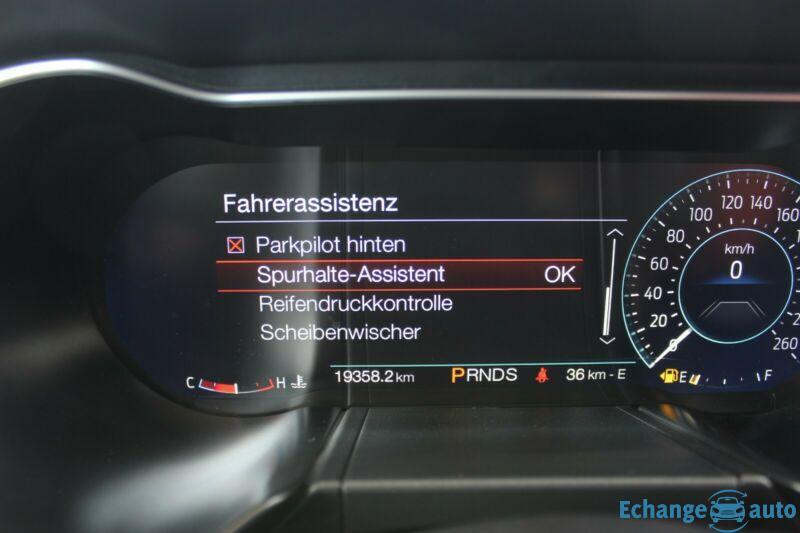 Fahrerassistenz
Parkpilot hinten
Spurhalte-Assistent OK
Reifendruckkontrolle
Scheibenwischer
C H
19358.2 km PRNDS 36 km - E
E F
0 20 40 60 80 100 120 140 160
260
km/h
0
Echange auto